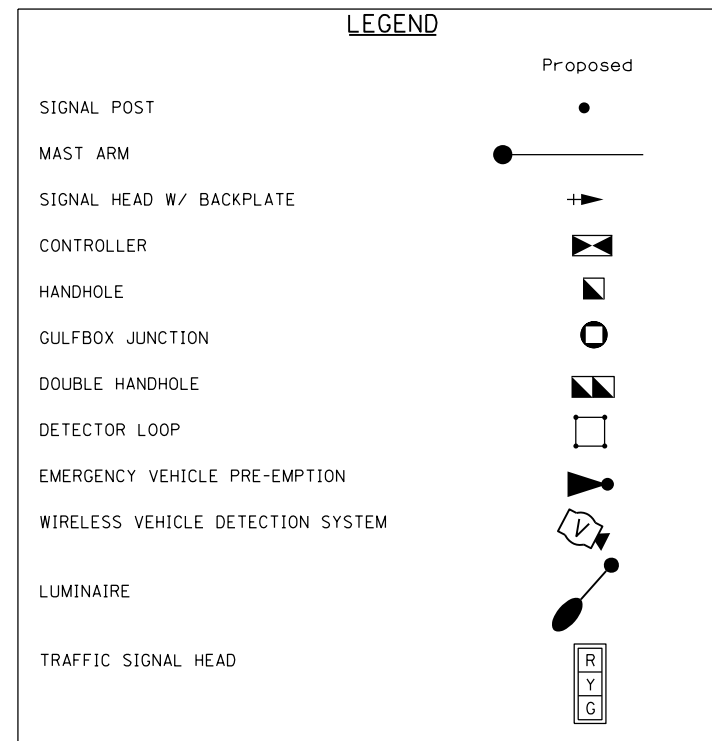 LEGEND
Proposed
SIGNAL POST
MAST ARM
SIGNAL HEAD W/ BACKPLATE
CONTROLLER
HANDHOLE
GULFBOX JUNCTION
DOUBLE HANDHOLE
DETECTOR LOOP
EMERGENCY VEHICLE PRE-EMPTION
WIRELESS VEHICLE DETECTION SYSTEM
V
LUMINAIRE
TRAFFIC SIGNAL HEAD
R
Y
G